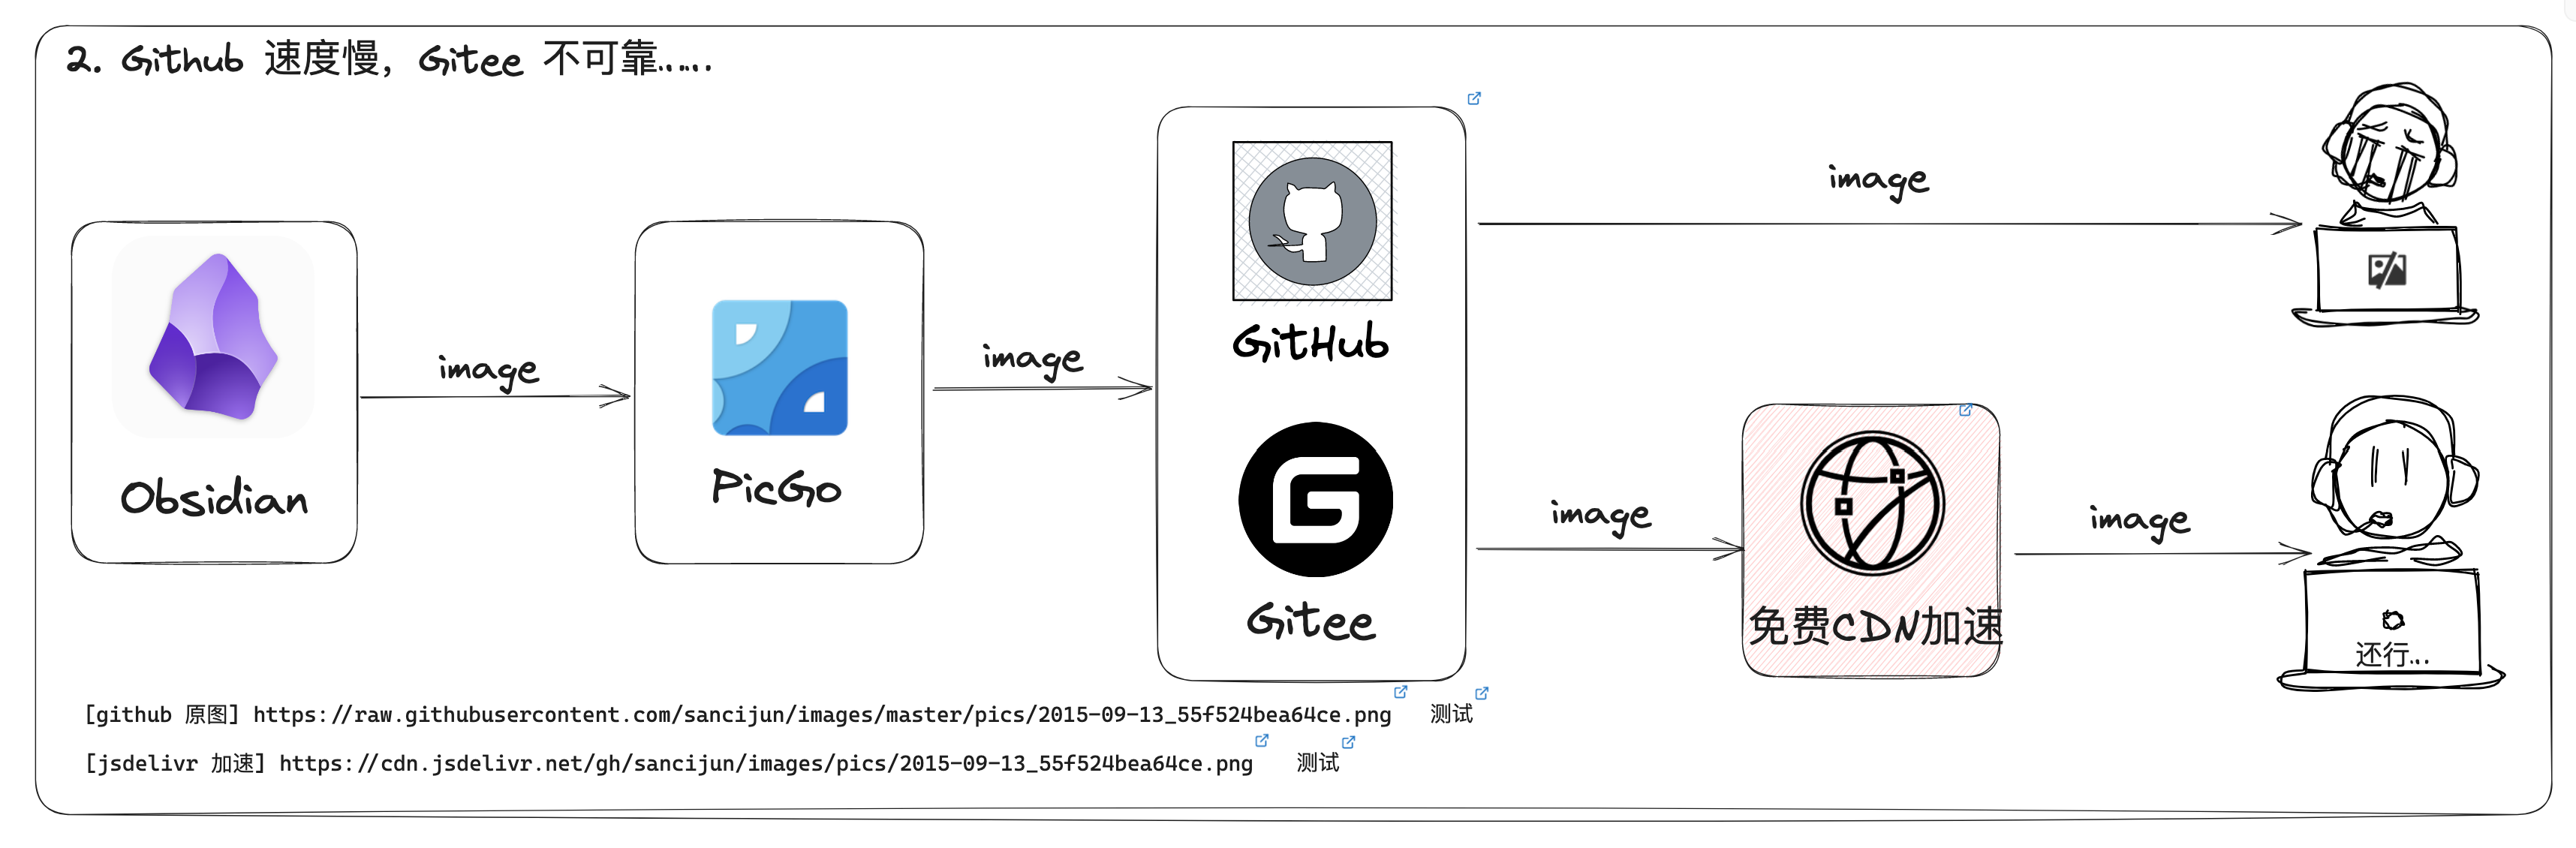 2. Github 速度慢，Gitee 不可靠……
image
GitHub
image
image
Obsidian
PicGo
image
image
Gitee
免费CDN加速
还行...
[github 原图] https://raw.githubusercontent.com/sancijun/images/master/pics/2015-09-13_55f524bea64ce.png 测试
[jsdelivr 加速] https://cdn.jsdelivr.net/gh/sancijun/images/pics/2015-09-13_55f524bea64ce.png 测试